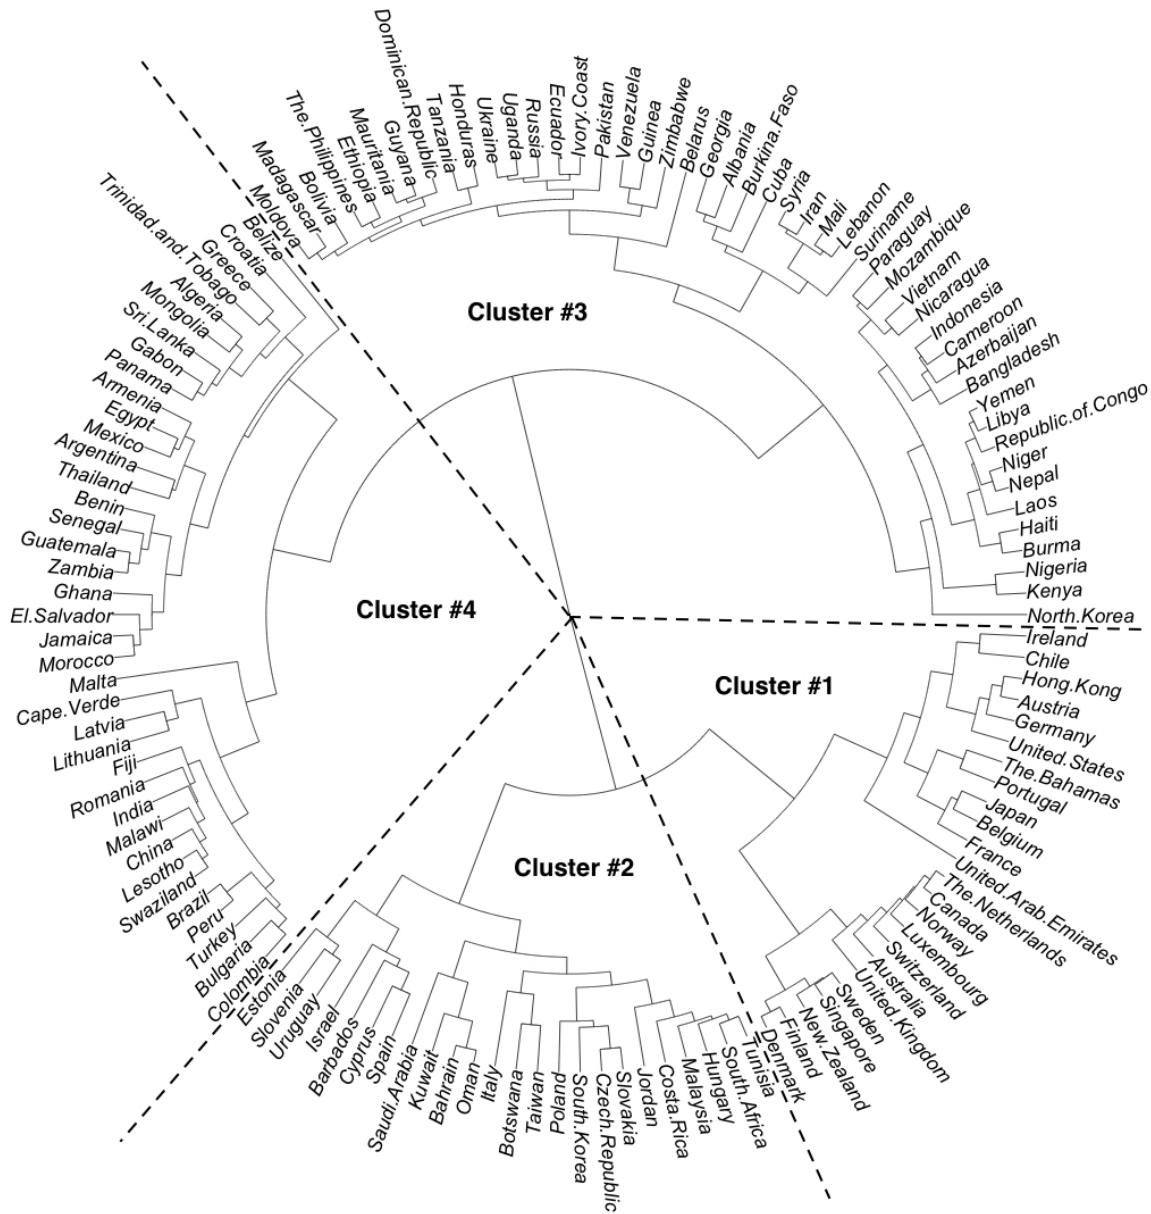 Cluster #3
Cluster #4
Cluster #1
Cluster #2
Moldova
Madagascar
Bolivia
The.Philippines
Ethiopia
Mauritania
Guyana
Dominican.Republic
Tanzania
Honduras
Ukraine
Uganda
Russia
Ecuador
Ivory.Coast
Pakistan
Venezuela
Guinea
Zimbabwe
Belarus
Georgia
Albania
Burkina.Faso
Cuba
Syria
Iran
Mali
Lebanon
Suriname
Paraguay
Mozambique
Vietnam
Nicaragua
Indonesia
Cameroon
Azerbaijan
Bangladesh
Yemen
Libya
Republic.of.Congo
Niger
Nepal
Laos
Haiti
Burma
Nigeria
Kenya
North.Korea
Ireland
Chile
Hong.Kong
Austria
Germany
United.States
The.Bahamas
Portugal
Japan
Belgium
France
United.Arab.Emirates
The.Netherlands
Canada
Norway
Luxembourg
Switzerland
Australia
United.Kingdom
Sweden
Singapore
New.Zealand
Finland
Denmark
Tunisia
South.Africa
Hungary
Malaysia
Costa.Rica
Jordan
Slovakia
Czech.Republic
South.Korea
Poland
Taiwan
Botswana
Italy
Oman
Bahrain
Kuwait
Saudi.Arabia
Spain
Cyprus
Barbados
Israel
Uruguay
Slovenia
Estonia
Colombia
Bulgaria
Turkey
Peru
Brazil
Swaziland
Lesotho
China
Malawi
India
Romania
Fiji
Lithuania
Latvia
Cape.Verde
Malta
Morocco
Jamaica
El.Salvador
Ghana
Zambia
Guatemala
Senegal
Benin
Thailand
Argentina
Mexico
Egypt
Armenia
Panama
Gabon
Sri.Lanka
Mongolia
Algeria
Trinidad.and.Tobago
Greece
Croatia
Belize